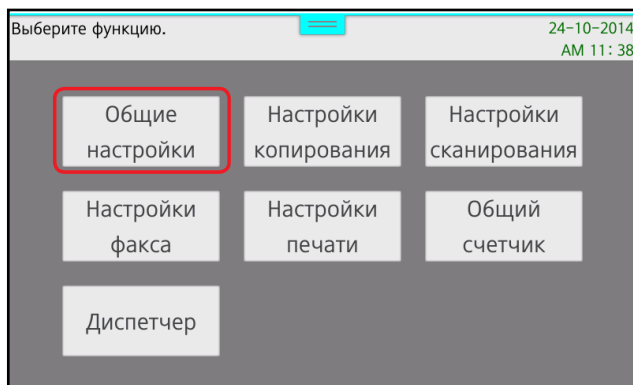 Выберите функцию.
24-10-2014
AM 11: 38
Общие
настройки
Настройки
копирования
Настройки
сканирования
Настройки
факса
Настройки
печати
Общий
счетчик
Диспетчер